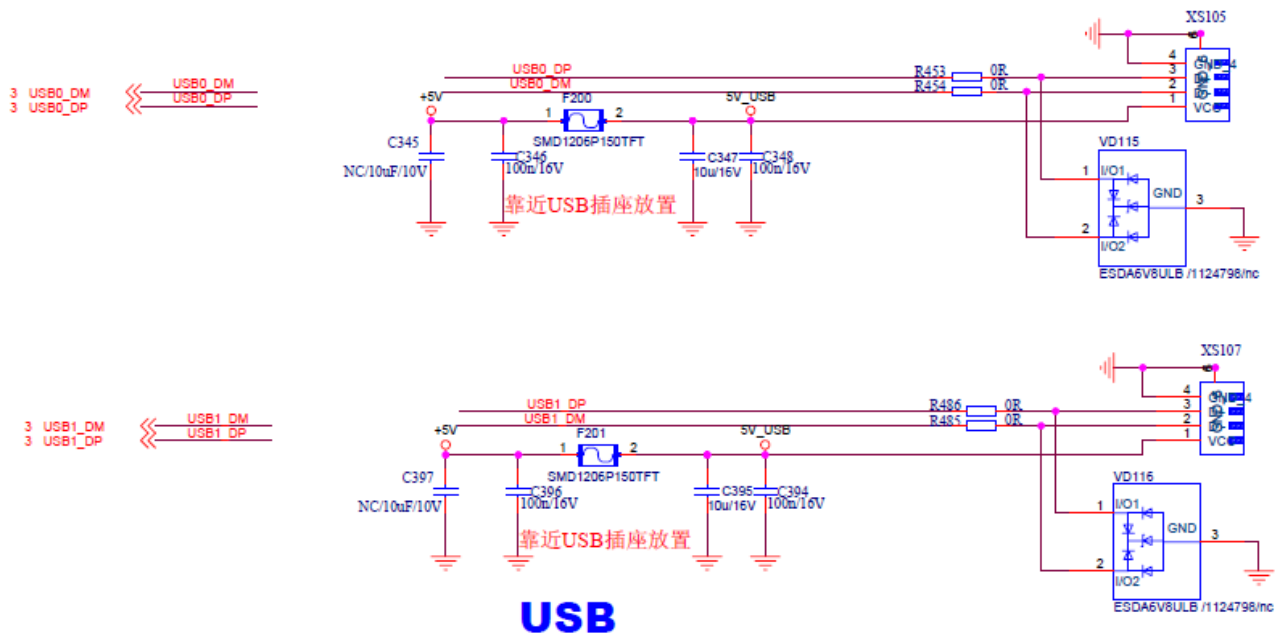 XS105
USB0_DP
R453 0R
USB0_DM
R454 0R
3 USB0_DM USB0_DM
3 USB0_DP USB0_DP
+5V F200 5V_USB
1 2
4
3
2
1 VCC
C345 SMD1206P150TFT
NC/10uF/10V
C346
100n/16V
C347
10u/16V
C348
100n/16V
靠近USB插座放置
VD115
1 I/O1
GND 3
2 I/O2
ESDA6V8ULB /1124798/nc
XS107
USB1_DP
R486 0R
USB1_DM
R485 0R
3 USB1_DM USB1_DM
3 USB1_DP USB1_DP
+5V F201 5V_USB
1 2
4
3
2
1 VCC
C397 SMD1206P150TFT
NC/10uF/10V
C396
100n/16V
C395
10u/16V
C394
100n/16V
靠近USB插座放置
VD116
1 I/O1
GND 3
2 I/O2
ESDA6V8ULB /1124798/nc
USB